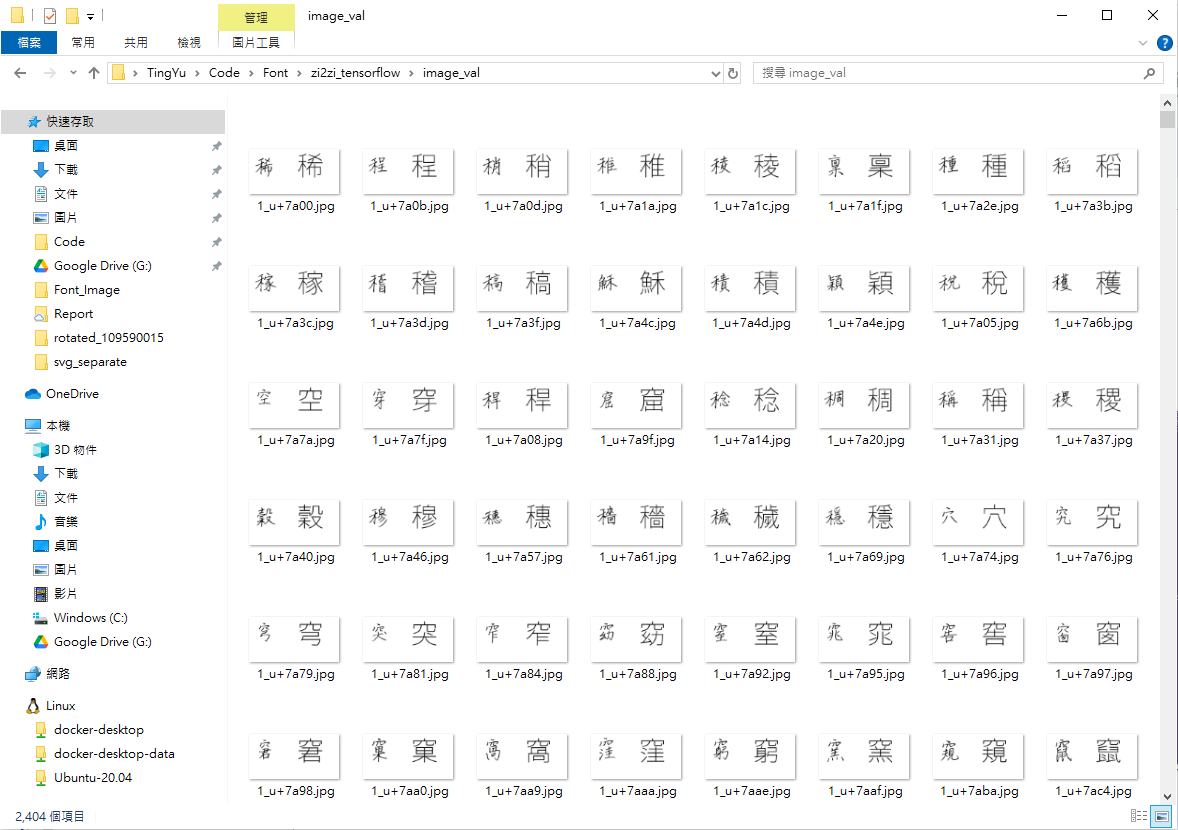 管理 image_val
檔案 常用 共用 檢視 圖片工具
TingYu › Code › Font › zi2zi_tensorflow › image_val
搜尋 image_val
快速存取
桌面
下載
文件
圖片
Code
Google Drive (G:)
Font_Image
Report
rotated_109590015
svg_separate
OneDrive
本機
3D 物件
下載
文件
音樂
桌面
圖片
影片
Windows (C:)
Google Drive (G:)
網路
Linux
docker-desktop
docker-desktop-data
Ubuntu-20.04
稀 稀 程 程 稍 稍 稚 稚 稜 稜 稟 稟 種 種 稻 稻
1_u+7a00.jpg 1_u+7a0b.jpg 1_u+7a0d.jpg 1_u+7a1a.jpg 1_u+7a1c.jpg 1_u+7a1f.jpg 1_u+7a2e.jpg 1_u+7a3b.jpg
稼 稼 稽 稽 稿 稿 穌 穌 積 積 穎 穎 稅 稅 穫 穫
1_u+7a3c.jpg 1_u+7a3d.jpg 1_u+7a3f.jpg 1_u+7a4c.jpg 1_u+7a4d.jpg 1_u+7a4e.jpg 1_u+7a05.jpg 1_u+7a6b.jpg
空 空 穿 穿 稈 稈 窟 窟 稔 稔 稠 稠 稱 稱 稷 稷
1_u+7a7a.jpg 1_u+7a7f.jpg 1_u+7a08.jpg 1_u+7a9f.jpg 1_u+7a14.jpg 1_u+7a20.jpg 1_u+7a31.jpg 1_u+7a37.jpg
穀 穀 穆 穆 穗 穗 穡 穡 穢 穢 穩 穩 穴 穴 究 究
1_u+7a40.jpg 1_u+7a46.jpg 1_u+7a57.jpg 1_u+7a61.jpg 1_u+7a62.jpg 1_u+7a69.jpg 1_u+7a74.jpg 1_u+7a76.jpg
穹 穹 突 突 窄 窄 窈 窈 窒 窒 窕 窕 窖 窖 窗 窗
1_u+7a79.jpg 1_u+7a81.jpg 1_u+7a84.jpg 1_u+7a88.jpg 1_u+7a92.jpg 1_u+7a95.jpg 1_u+7a96.jpg 1_u+7a97.jpg
窘 窘 窠 窠 窩 窩 窪 窪 窮 窮 窯 窯 窺 窺 竄 竄
1_u+7a98.jpg 1_u+7aa0.jpg 1_u+7aa9.jpg 1_u+7aaa.jpg 1_u+7aae.jpg 1_u+7aaf.jpg 1_u+7aba.jpg 1_u+7ac4.jpg
2,404 個項目